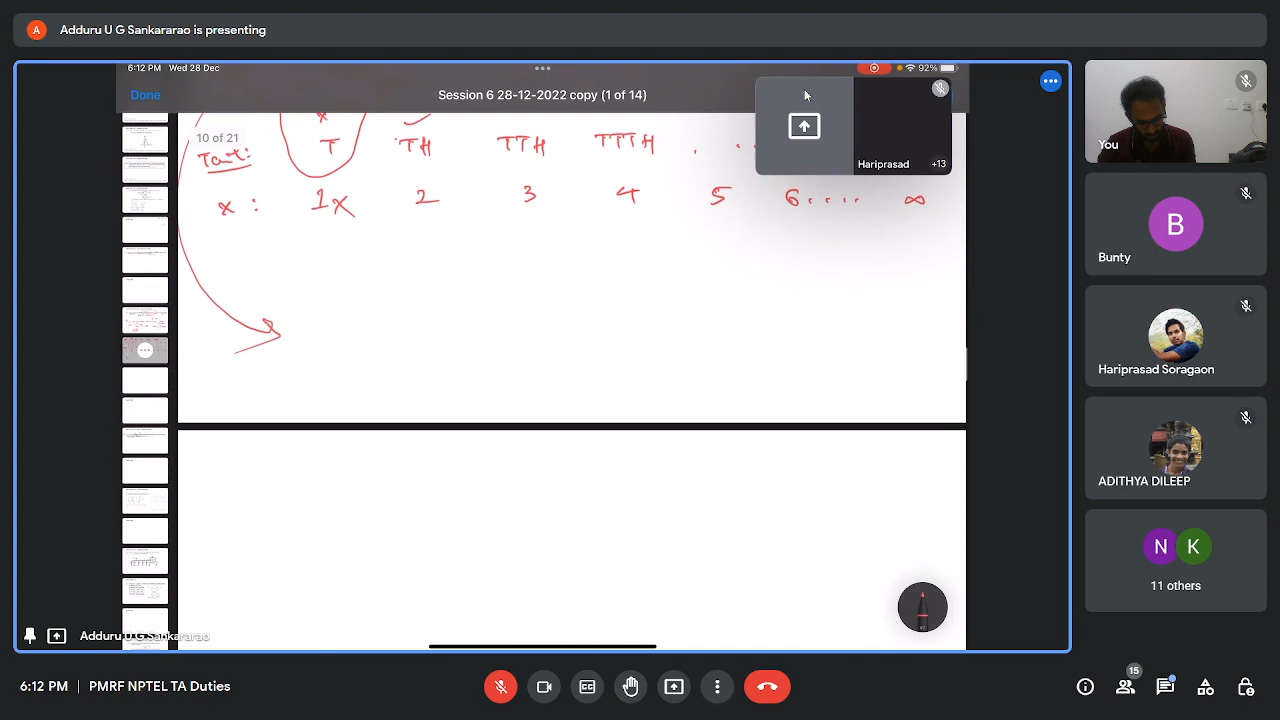 Adduru U G Sankararao is presenting
6:12 PM Wed 28 Dec
92%
Done
Session 6 28-12-2022 copy (1 of 14)
10 of 21
Hariprasad
+13
T TH TTH TTTH . ..
x : 1x 2 3 4 5 6.... ∞
Adduru U G Sankararao
You
B
Bunty
Hariprasad Soragaon
ADITHYA DILEEP
N K
11 others
6:12 PM | PMRF NPTEL TA Duties
15